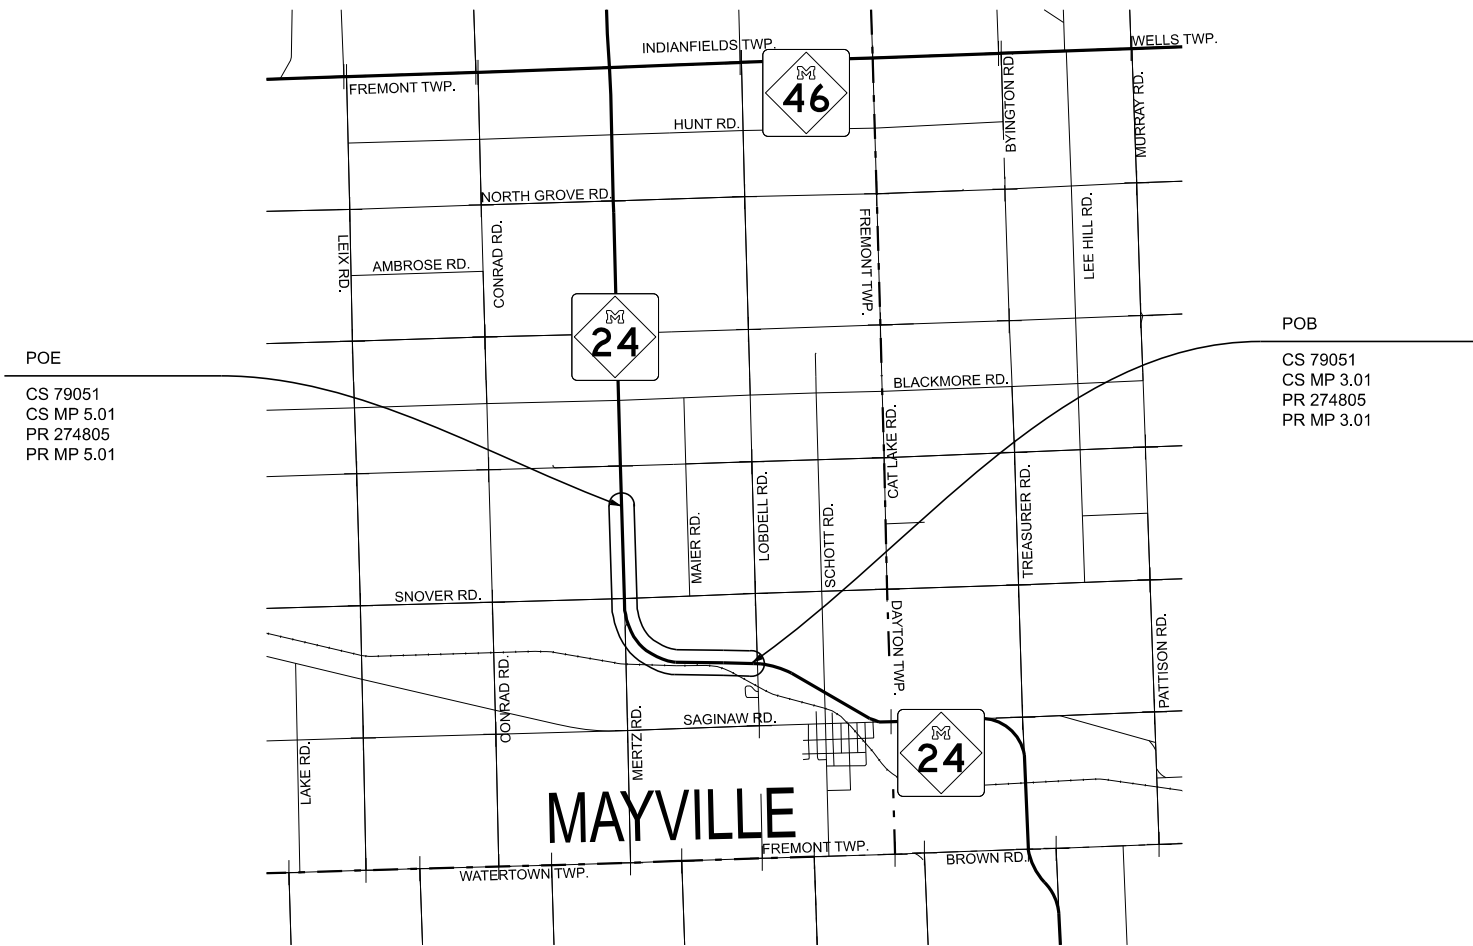 INDIANFIELDS TWP.
WELLS TWP.
FREMONT TWP.
M
46
HUNT RD.
BYINGTON RD
MURRAY RD.
NORTH GROVE RD.
LEIX RD.
AMBROSE RD.
CONRAD RD.
FREMONT TWP.
LEE HILL RD.
M
24
POE
CS 79051
CS MP 5.01
PR 274805
PR MP 5.01
POB
CS 79051
CS MP 3.01
PR 274805
PR MP 3.01
BLACKMORE RD.
CAT LAKE RD.
MAIER RD.
LOBDELL RD.
SCHOTT RD.
TREASURER RD.
SNOVER RD.
DAYTON TWP.
PATTISON RD.
CONRAD RD.
MERTZ RD.
SAGINAW RD.
LAKE RD.
M
24
MAYVILLE
FREMONT TWP.
WATERTOWN TWP.
BROWN RD.